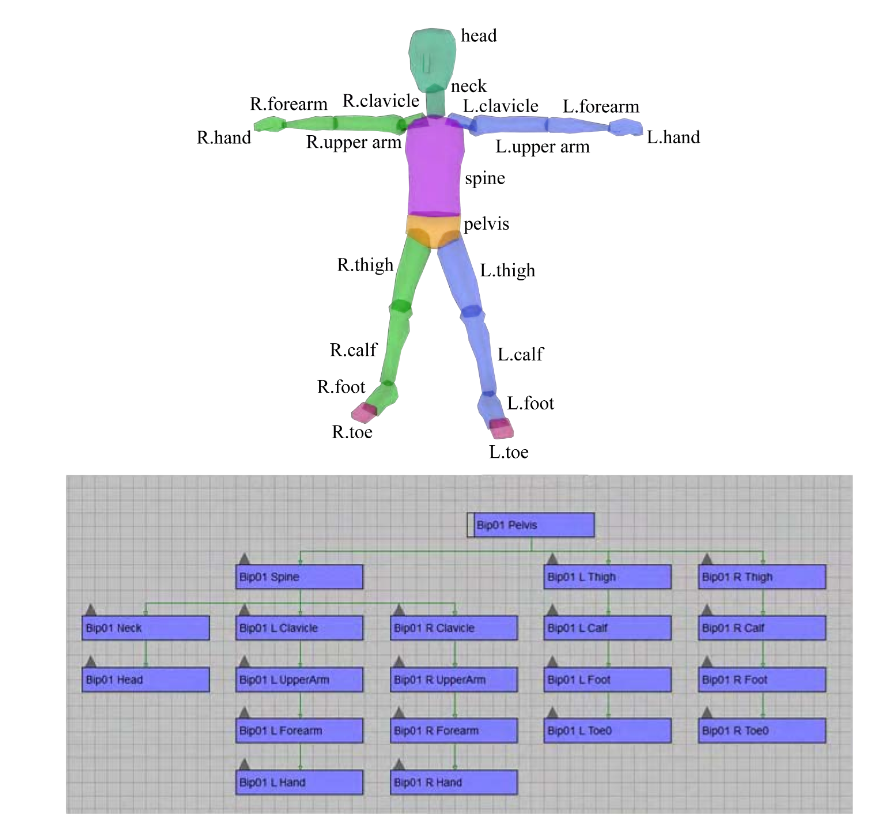 head
neck
R.forearm
R.clavicle
L.clavicle
L.forearm
R.hand
R.upper arm
L.upper arm
L.hand
spine
pelvis
R.thigh
L.thigh
R.calf
L.calf
R.foot
L.foot
R.toe
L.toe
Bip01 Pelvis
Bip01 Spine
Bip01 L Thigh
Bip01 R Thigh
Bip01 Neck
Bip01 L Clavicle
Bip01 R Clavicle
Bip01 L Calf
Bip01 R Calf
Bip01 Head
Bip01 L UpperArm
Bip01 R UpperArm
Bip01 L Foot
Bip01 R Foot
Bip01 L Forearm
Bip01 R Forearm
Bip01 L Toe0
Bip01 R Toe0
Bip01 L Hand
Bip01 R Hand